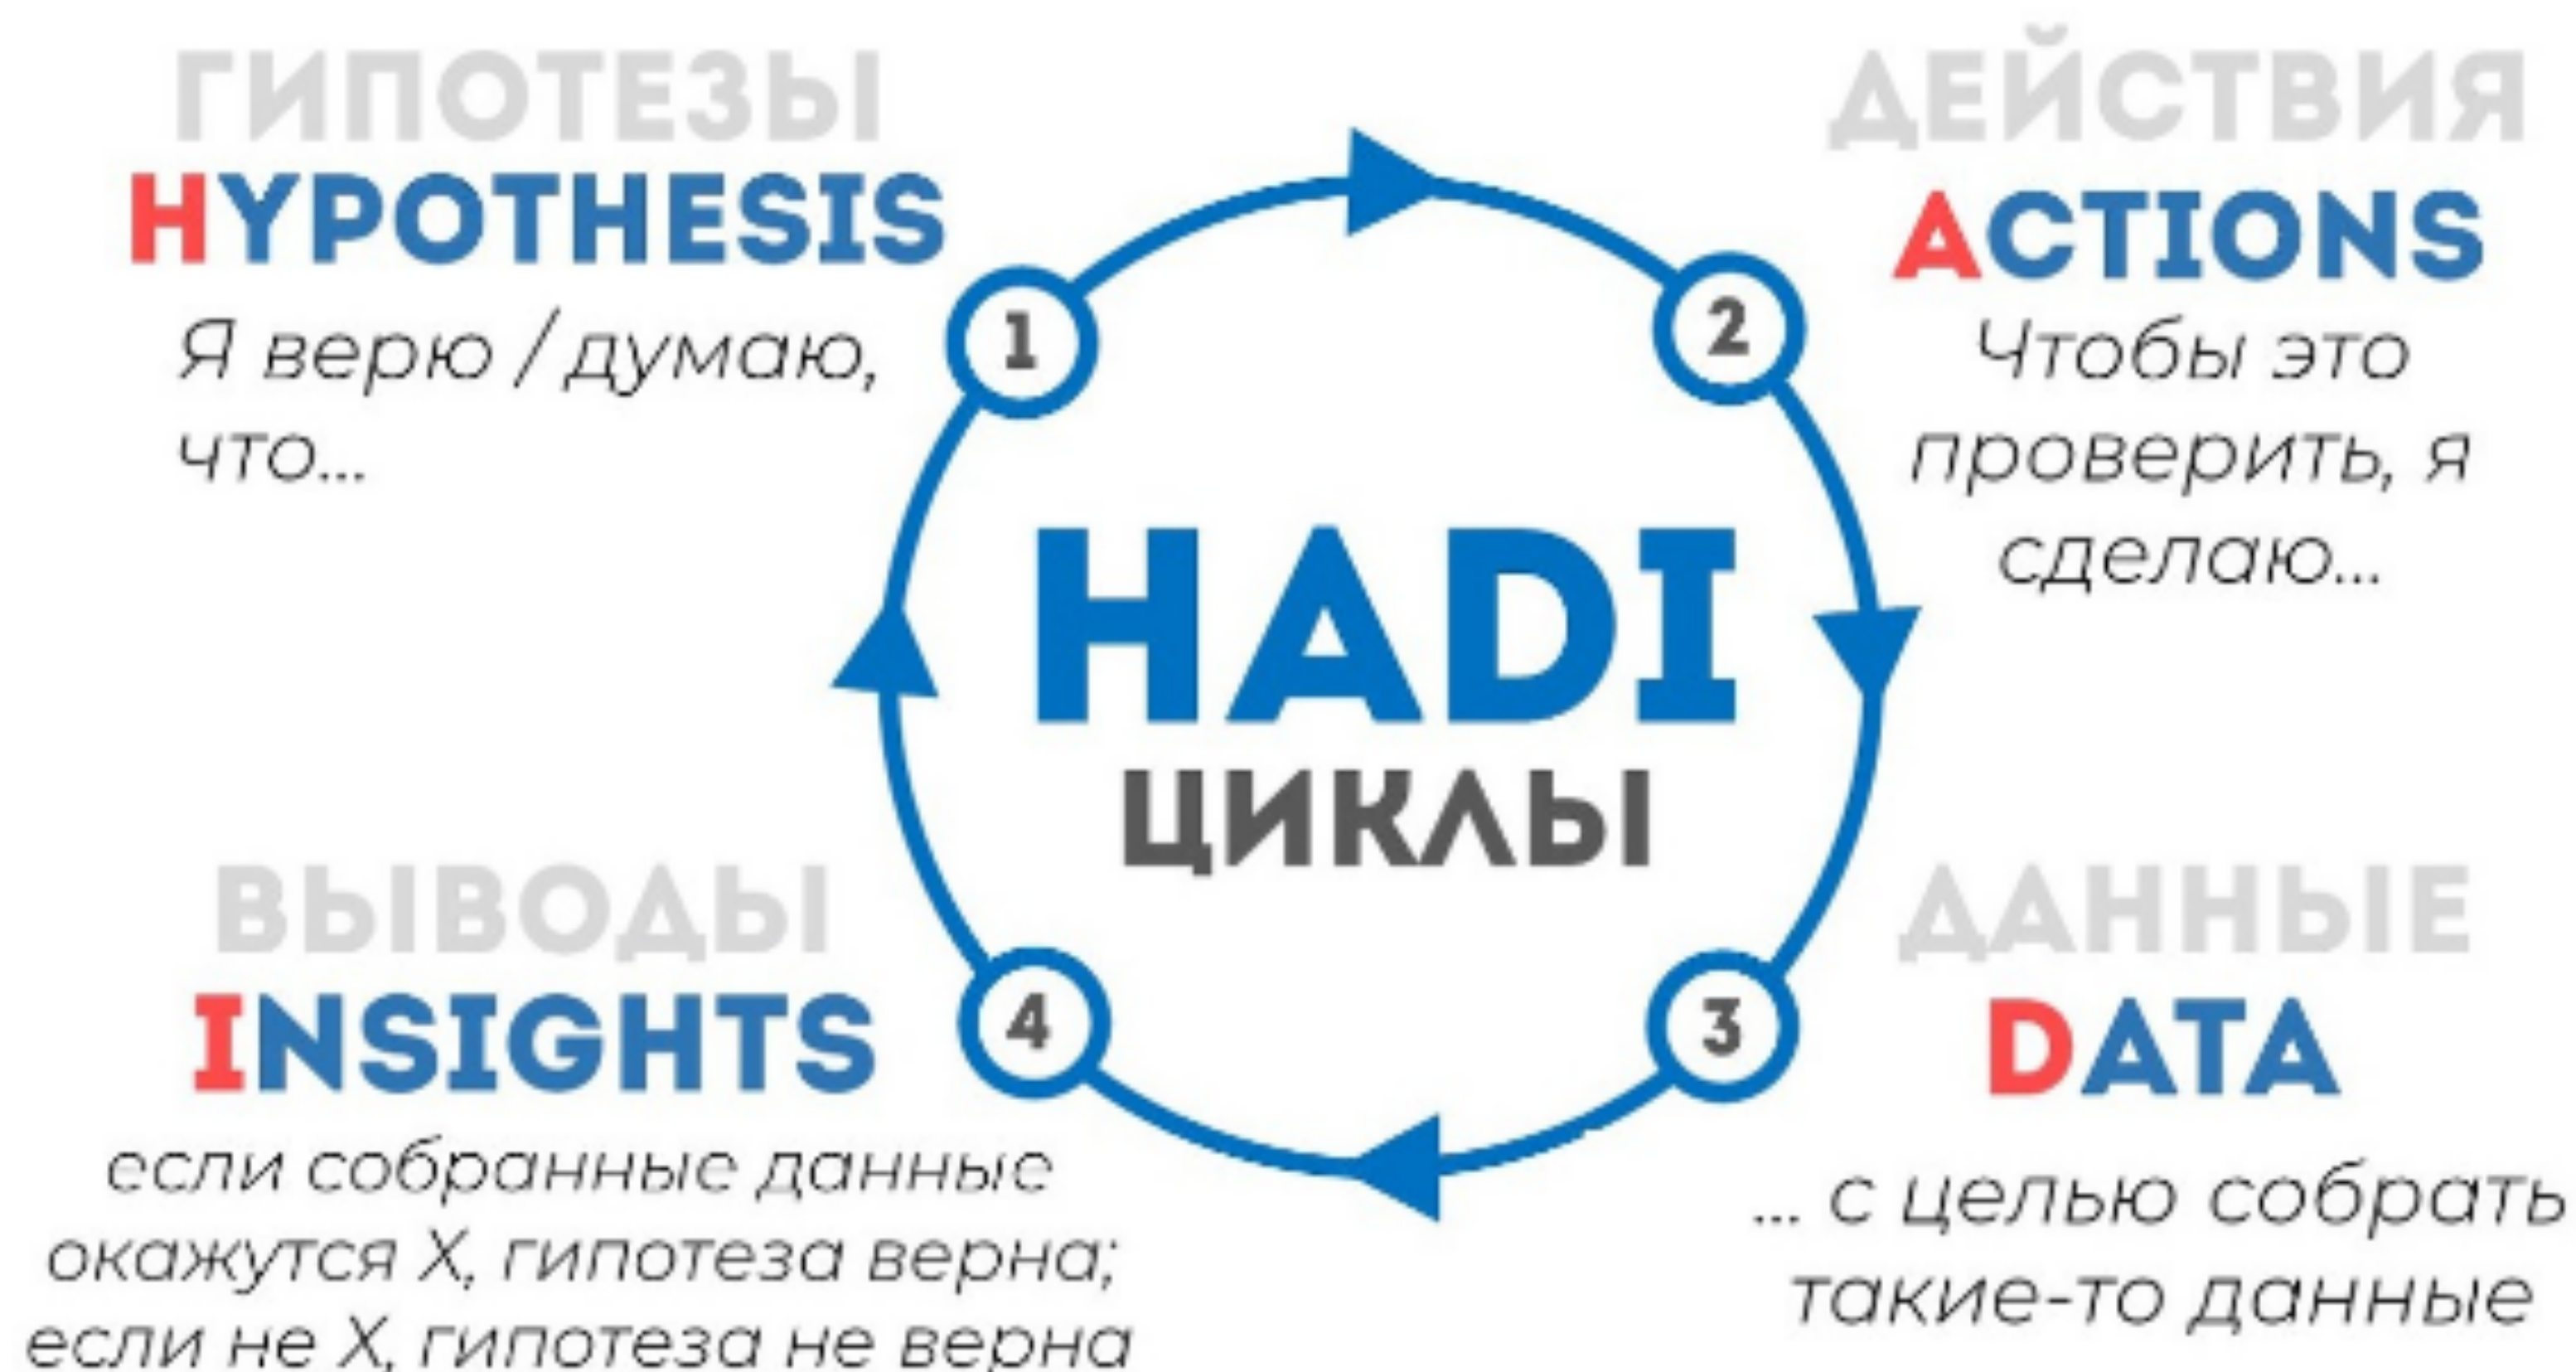 ГИПОТЕЗЫ
HYPOTHESIS
Я верю / думаю,
что...
1
ДЕЙСТВИЯ
ACTIONS
Чтобы это
проверить, я
сделаю...
2
HADI
ЦИКЛЫ
ДАННЫЕ
DATA
... с целью собрать
такие-то данные
3
ВЫВОДЫ
INSIGHTS
если собранные данные
окажутся X, гипотеза верна;
если не X, гипотеза не верна
4